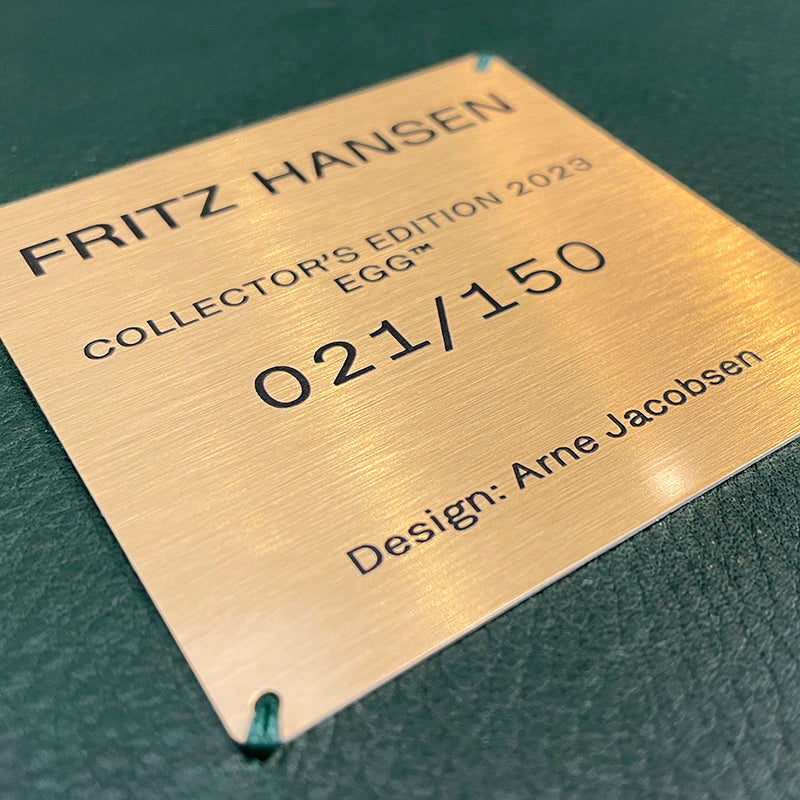 FRITZ HANSEN
COLLECTOR'S EDITION 2023
EGG™
021/150
Design: Arne Jacobsen